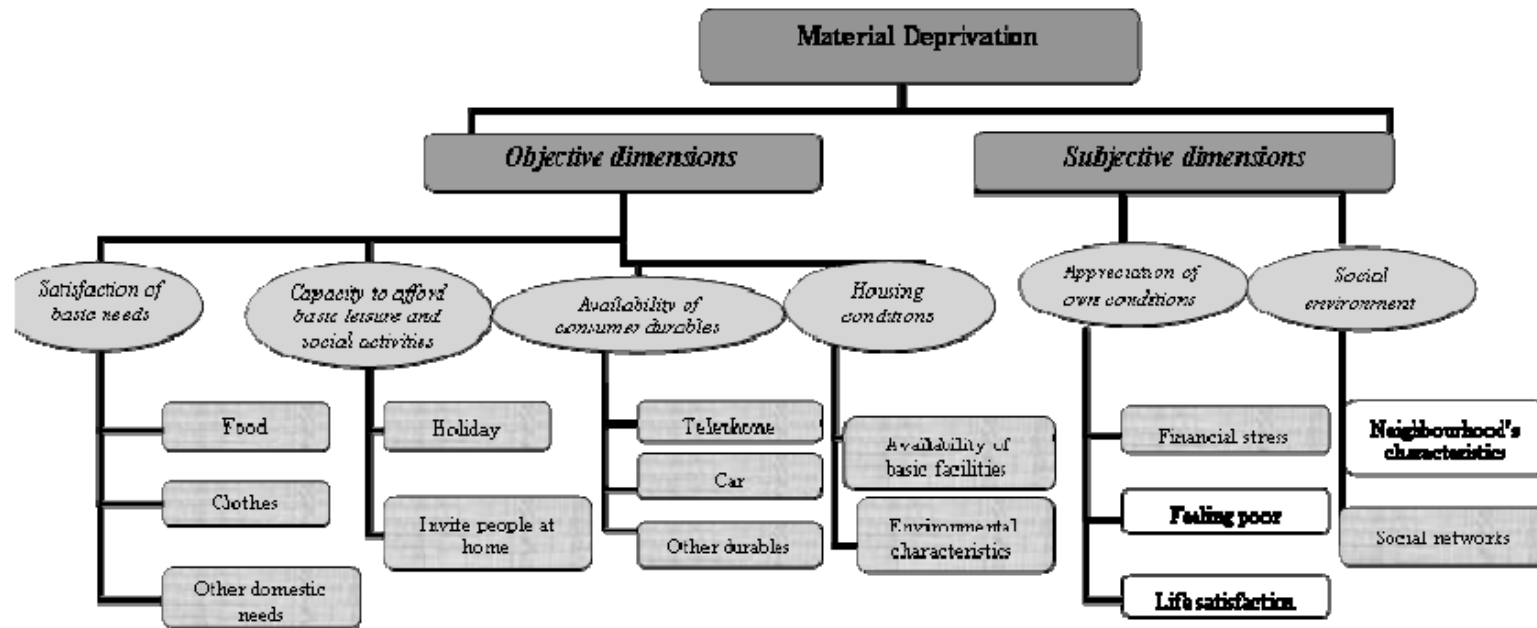 Material Deprivation
Objective dimensions
Subjective dimensions
Satisfaction of
basic needs
Capacity to afford
basic leisure and
social activities
Availability of
consumer durables
Housing
conditions
Appreciation of
own conditions
Social
environment
Food
Clothes
Other domestic
needs
Holiday
Invite people at
home
Telephone
Car
Other durables
Availability of
basic facilities
Environmental
characteristics
Financial stress
Feeling poor
Life satisfaction
Neighbourhood's
characteristics
Social networks